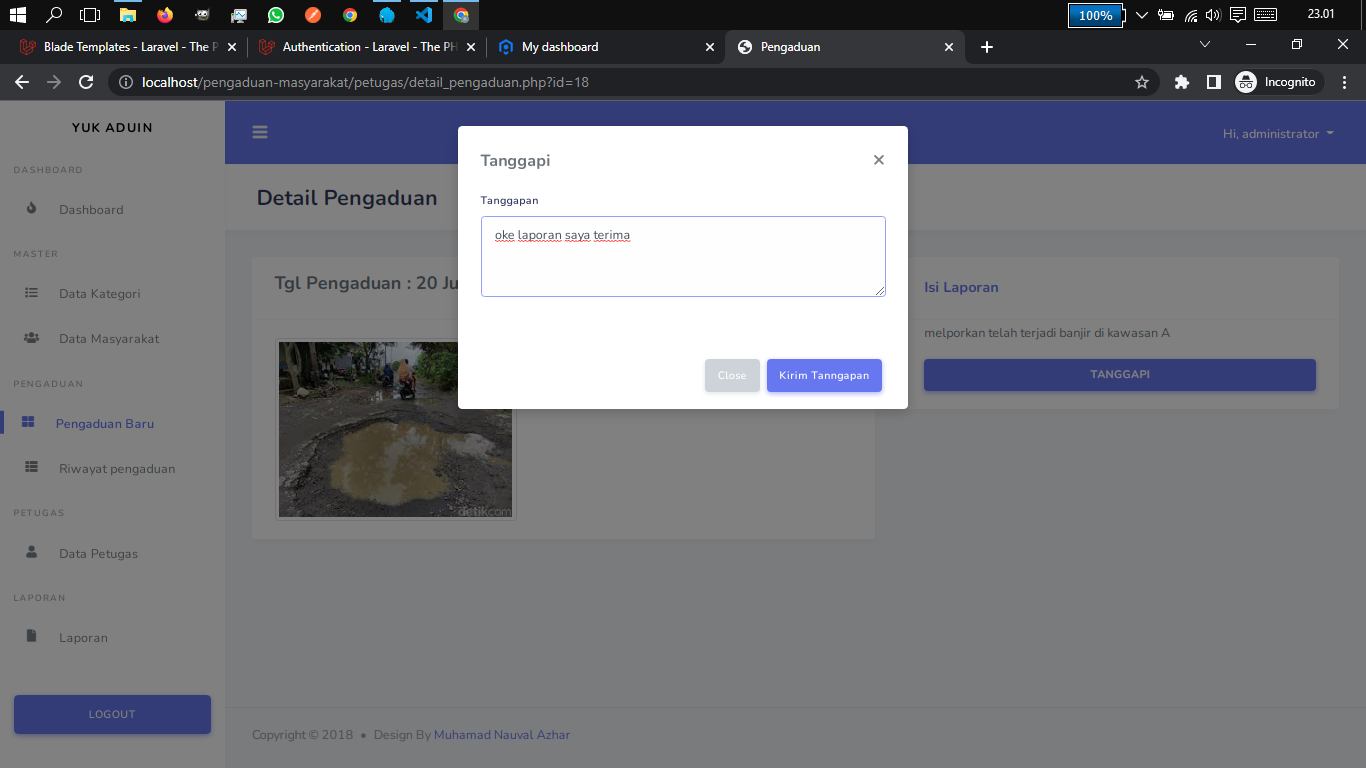 100%
23.01
Blade Templates - Laravel - The P
Authentication - Laravel - The PH
My dashboard
Pengaduan
localhost/pengaduan-masyarakat/petugas/detail_pengaduan.php?id=18
Incognito
YUK ADUIN
Hi, administrator
DASHBOARD
Dashboard
MASTER
Data Kategori
Data Masyarakat
PENGADUAN
Pengaduan Baru
Riwayat pengaduan
PETUGAS
Data Petugas
LAPORAN
Laporan
LOGOUT
Detail Pengaduan
Tgl Pengaduan : 20 Ju
detikcom
Tanggapi
Tanggapan
oke laporan saya terima
Close
Kirim Tanngapan
Isi Laporan
melporkan telah terjadi banjir di kawasan A
TANGGAPI
Copyright © 2018 • Design By Muhamad Nauval Azhar